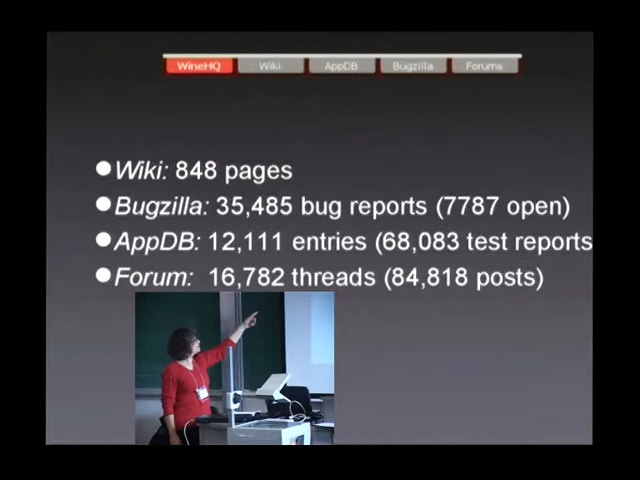 WineHQ Wiki AppDB Bugzilla Forums
Wiki: 848 pages
Bugzilla: 35,485 bug reports (7787 open)
AppDB: 12,111 entries (68,083 test reports
Forum: 16,782 threads (84,818 posts)